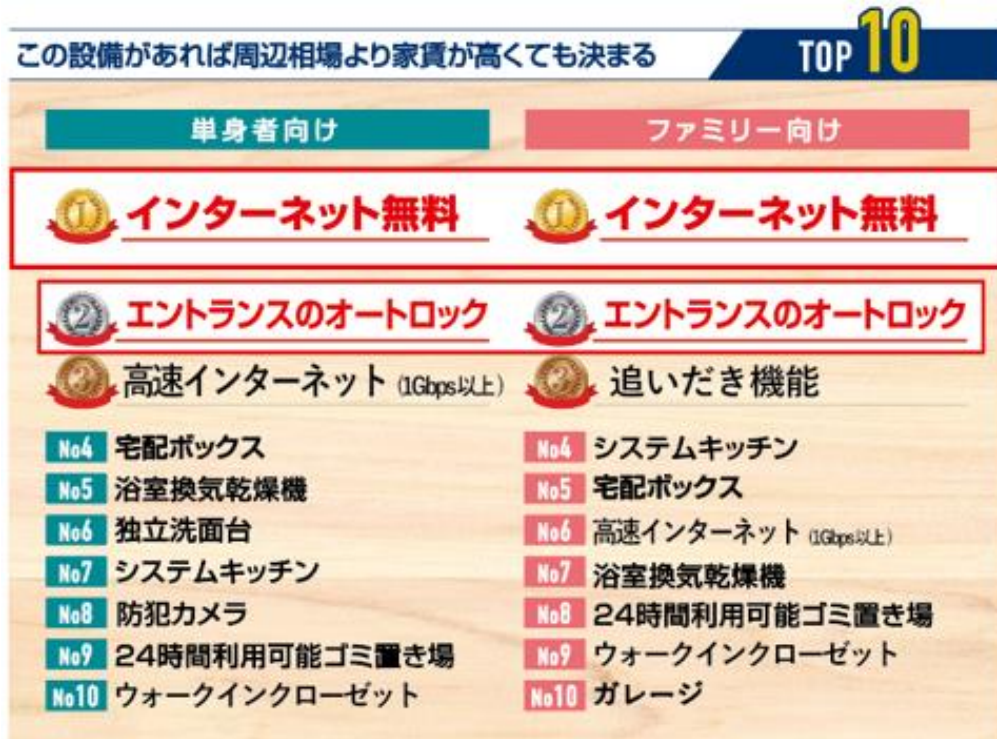 この設備があれば周辺相場より家賃が高くても決まる TOP 10
単身者向け
① インターネット無料
② エントランスのオートロック
③ 高速インターネット (1Gbps以上)
No4 宅配ボックス
No5 浴室換気乾燥機
No6 独立洗面台
No7 システムキッチン
No8 防犯カメラ
No9 24時間利用可能ゴミ置き場
No10 ウォークインクローゼット
ファミリー向け
① インターネット無料
② エントランスのオートロック
③ 追いだき機能
No4 システムキッチン
No5 宅配ボックス
No6 高速インターネット (1Gbps以上)
No7 浴室換気乾燥機
No8 24時間利用可能ゴミ置き場
No9 ウォークインクローゼット
No10 ガレージ